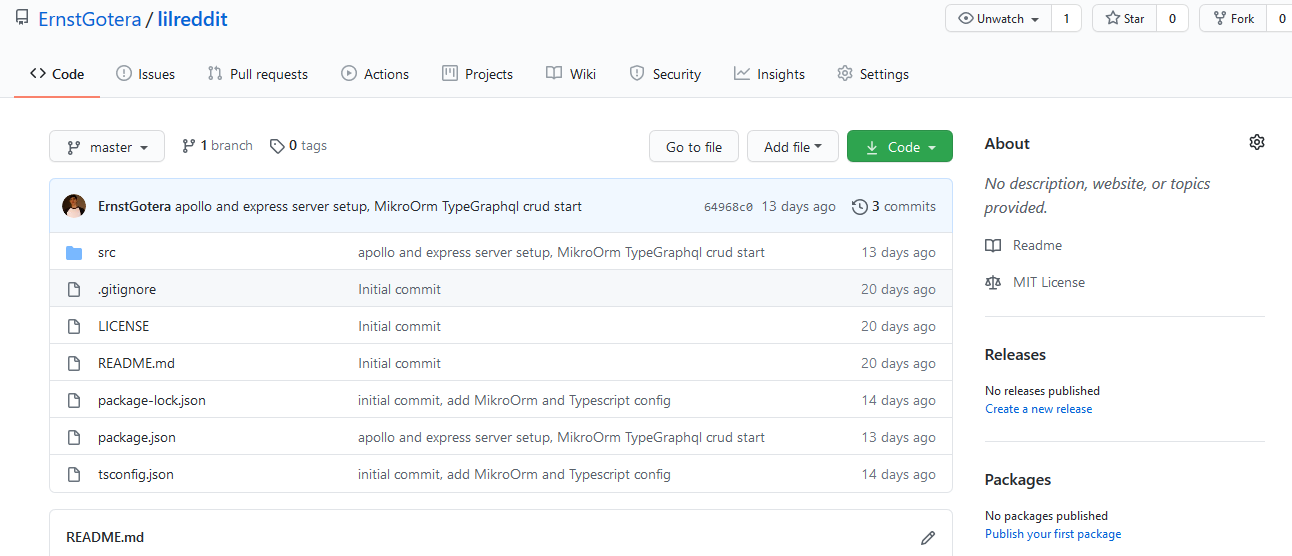 ErnstGotera / lilreddit
Unwatch 1 Star 0 Fork 0
Code Issues Pull requests Actions Projects Wiki Security Insights Settings
master 1 branch 0 tags Go to file Add file Code
ErnstGotera apollo and express server setup, MikroOrm TypeGraphql crud start 64968c0 13 days ago 3 commits
src apollo and express server setup, MikroOrm TypeGraphql crud start 13 days ago
.gitignore Initial commit 20 days ago
LICENSE Initial commit 20 days ago
README.md Initial commit 20 days ago
package-lock.json initial commit, add MikroOrm and Typescript config 14 days ago
package.json apollo and express server setup, MikroOrm TypeGraphql crud start 13 days ago
tsconfig.json initial commit, add MikroOrm and Typescript config 14 days ago
README.md
About
No description, website, or topics
provided.
Readme
MIT License
Releases
No releases published
Create a new release
Packages
No packages published
Publish your first package